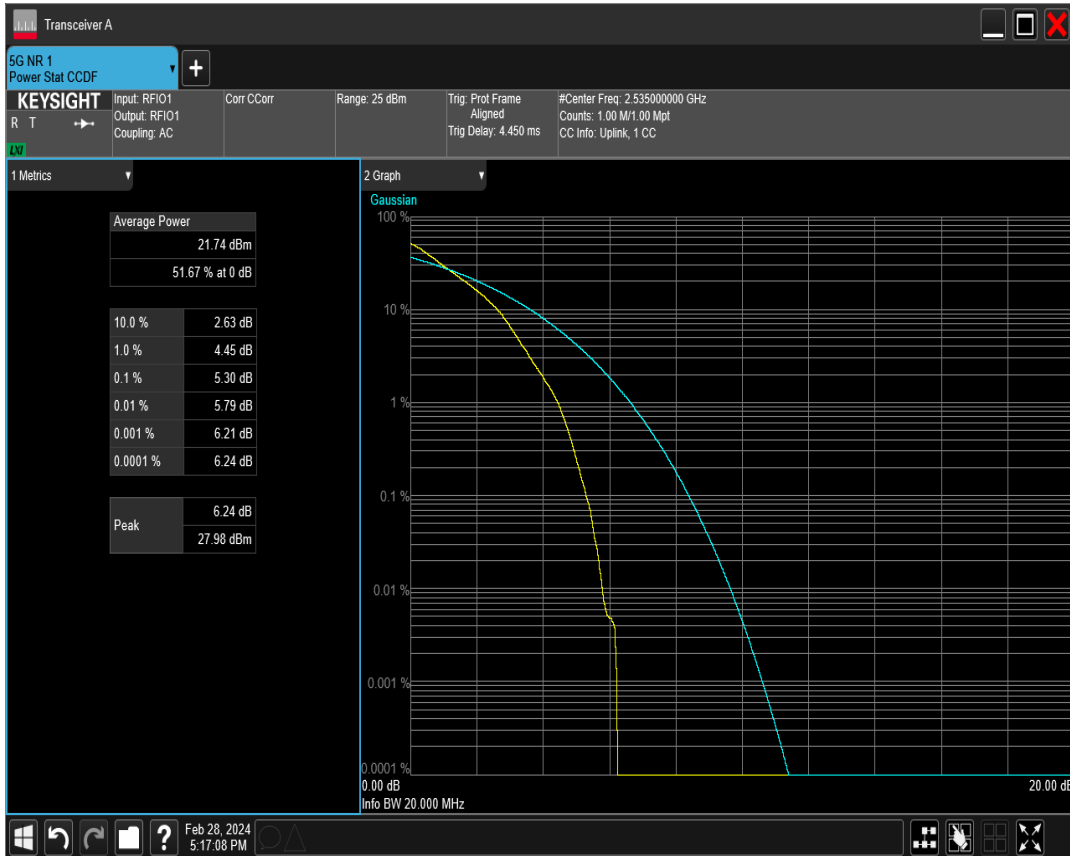 Transceiver A
5G NR 1
Power Stat CCDF
KEYSIGHT
R T
LXI
Input: RFIO1
Output: RFIO1
Coupling: AC
Corr CCorr
Range: 25 dBm
Trig: Prot Frame
Aligned
Trig Delay: 4.450 ms
#Center Freq: 2.535000000 GHz
Counts: 1.00 M/1.00 Mpt
CC Info: Uplink, 1 CC
1 Metrics
Average Power
21.74 dBm
51.67 % at 0 dB
10.0 % 2.63 dB
1.0 % 4.45 dB
0.1 % 5.30 dB
0.01 % 5.79 dB
0.001 % 6.21 dB
0.0001 % 6.24 dB
Peak 6.24 dB
27.98 dBm
2 Graph
Gaussian
100 %
10 %
1 %
0.1 %
0.01 %
0.001 %
0.0001 %
0.00 dB 20.00 dB
Info BW 20.000 MHz
?
Feb 28, 2024
5:17:08 PM